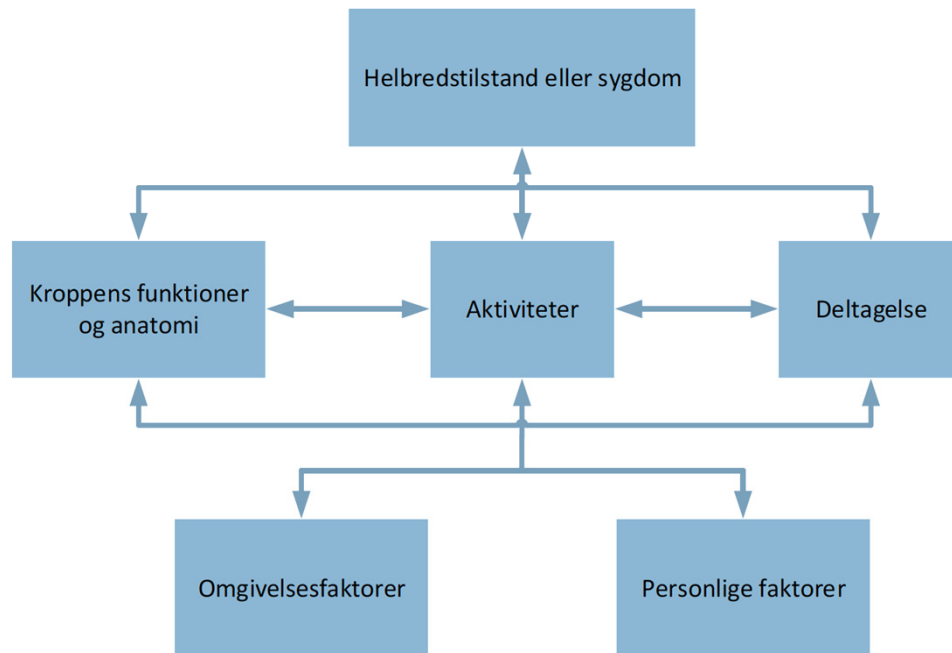 Helbredstilstand eller sygdom
Kroppens funktioner
og anatomi
Aktiviteter
Deltagelse
Omgivelsesfaktorer
Personlige faktorer